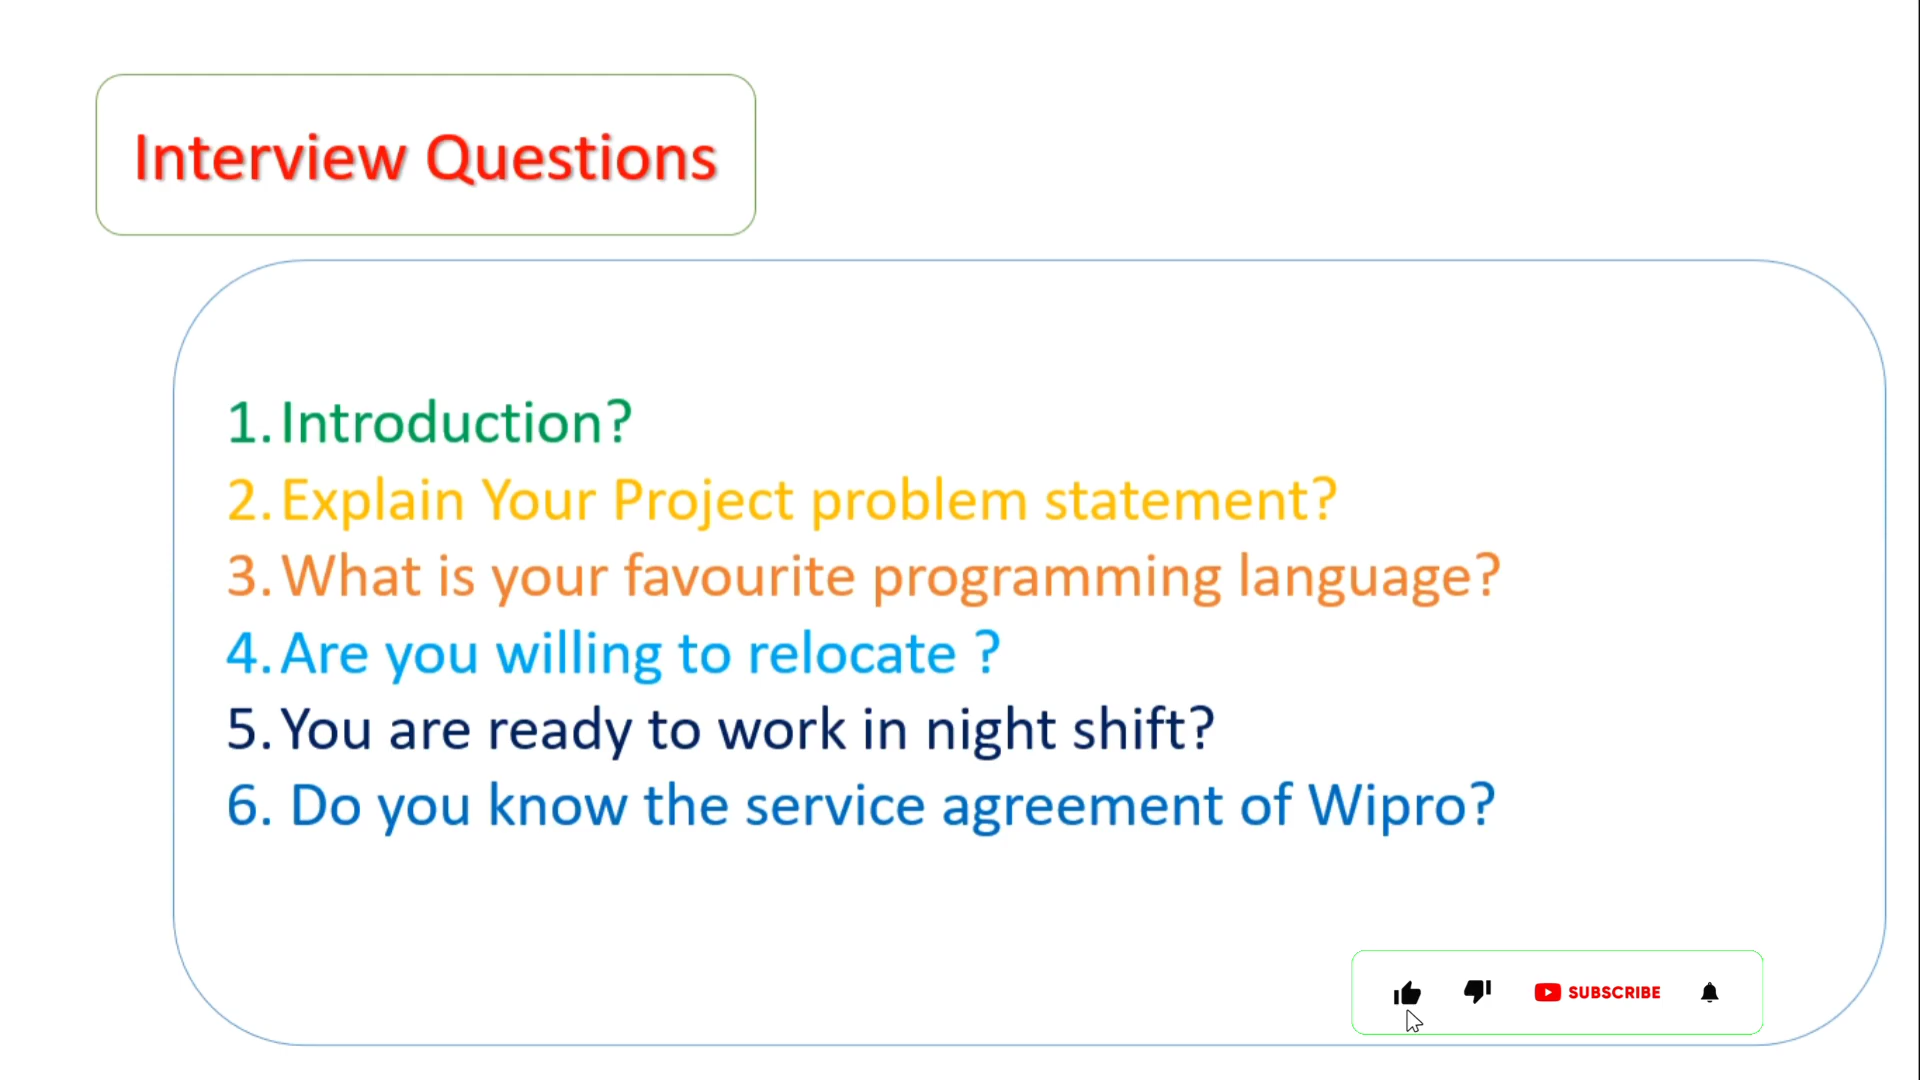 Interview Questions
1. Introduction?
2. Explain Your Project problem statement?
3. What is your favourite programming language?
4. Are you willing to relocate ?
5. You are ready to work in night shift?
6. Do you know the service agreement of Wipro?
SUBSCRIBE